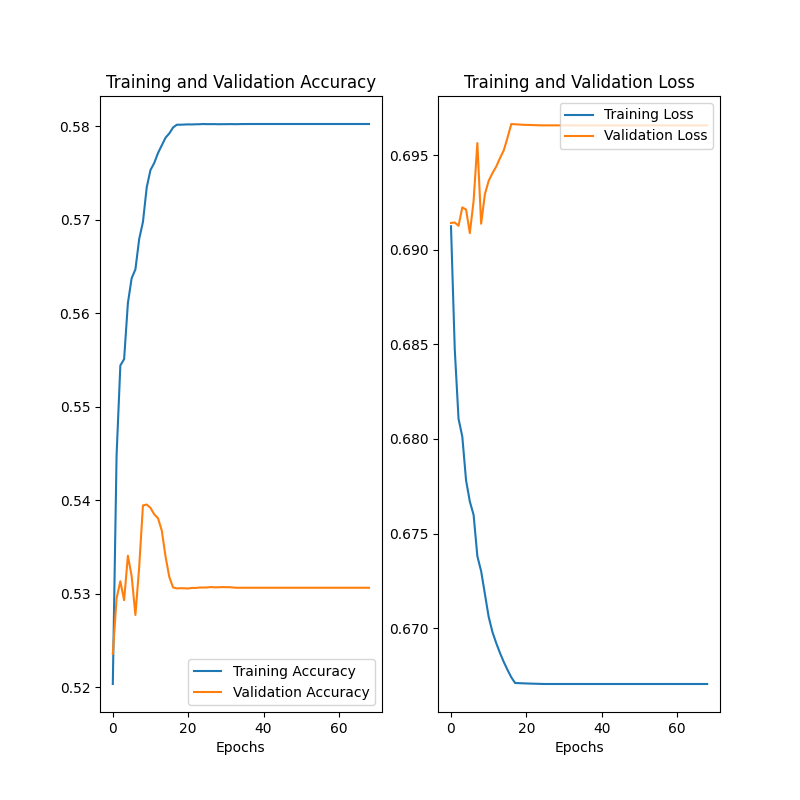 Training and Validation Accuracy
0.58
0.57
0.56
0.55
0.54
0.53
0.52
0
20
40
60
Epochs
Training Accuracy
Validation Accuracy
Training and Validation Loss
0.695
0.690
0.685
0.680
0.675
0.670
0
20
40
60
Epochs
Training Loss
Validation Loss